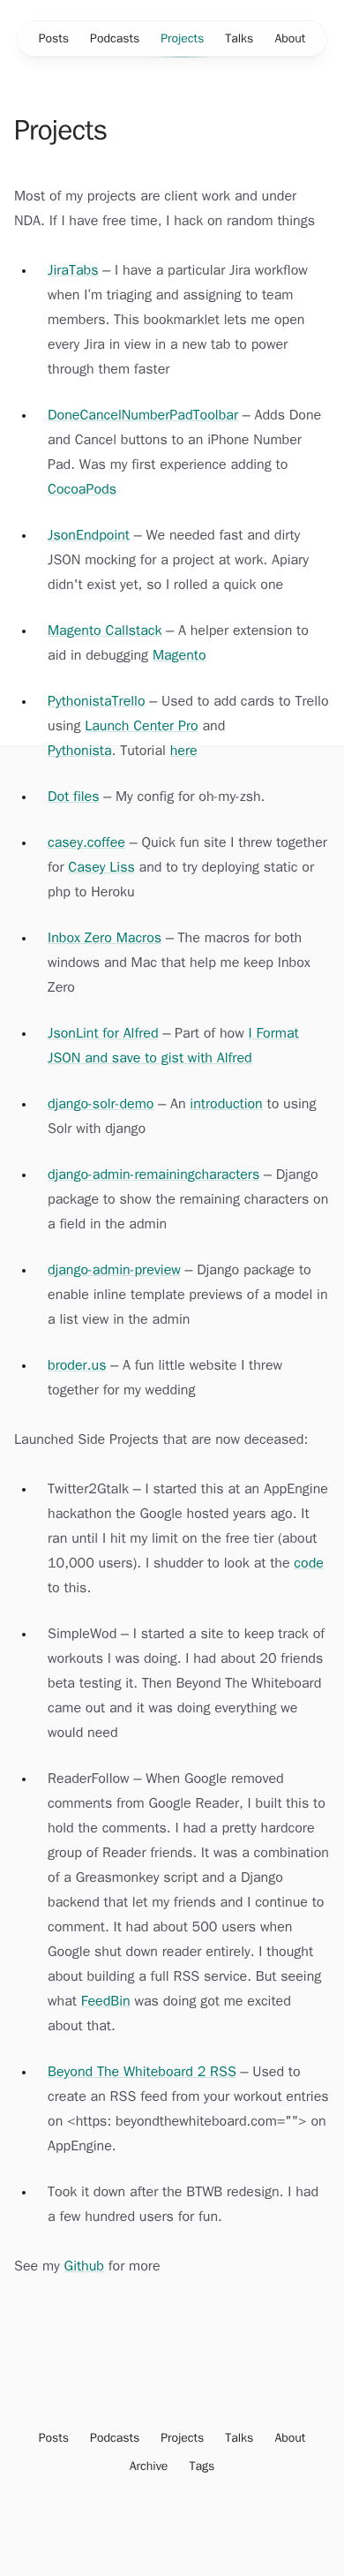 Posts Podcasts Projects Talks About
Projects
Most of my projects are client work and under
NDA. If I have free time, I hack on random things
• JiraTabs – I have a particular Jira workflow
when I'm triaging and assigning to team
members. This bookmarklet lets me open
every Jira in view in a new tab to power
through them faster
• DoneCancelNumberPadToolbar – Adds Done
and Cancel buttons to an iPhone Number
Pad. Was my first experience adding to
CocoaPods
• JsonEndpoint – We needed fast and dirty
JSON mocking for a project at work. Apiary
didn't exist yet, so I rolled a quick one
• Magento Callstack – A helper extension to
aid in debugging Magento
• PythonistaTrello – Used to add cards to Trello
using Launch Center Pro and
Pythonista. Tutorial here
• Dot files – My config for oh-my-zsh.
• casey.coffee – Quick fun site I threw together
for Casey Liss and to try deploying static or
php to Heroku
• Inbox Zero Macros – The macros for both
windows and Mac that help me keep Inbox
Zero
• JsonLint for Alfred – Part of how I Format
JSON and save to gist with Alfred
• django-solr-demo – An introduction to using
Solr with django
• django-admin-remainingcharacters – Django
package to show the remaining characters on
a field in the admin
• django-admin-preview – Django package to
enable inline template previews of a model in
a list view in the admin
• broder.us – A fun little website I threw
together for my wedding
Launched Side Projects that are now deceased:
• Twitter2Gtalk – I started this at an AppEngine
hackathon the Google hosted years ago. It
ran until I hit my limit on the free tier (about
10,000 users). I shudder to look at the code
to this.
• SimpleWod – I started a site to keep track of
workouts I was doing. I had about 20 friends
beta testing it. Then Beyond The Whiteboard
came out and it was doing everything we
would need
• ReaderFollow – When Google removed
comments from Google Reader, I built this to
hold the comments. I had a pretty hardcore
group of Reader friends. It was a combination
of a Greasmonkey script and a Django
backend that let my friends and I continue to
comment. It had about 500 users when
Google shut down reader entirely. I thought
about building a full RSS service. But seeing
what FeedBin was doing got me excited
about that.
• Beyond The Whiteboard 2 RSS – Used to
create an RSS feed from your workout entries
on <https: beyondthewhiteboard.com=""> on
AppEngine.
• Took it down after the BTWB redesign. I had
a few hundred users for fun.
See my Github for more
Posts Podcasts Projects Talks About
Archive Tags